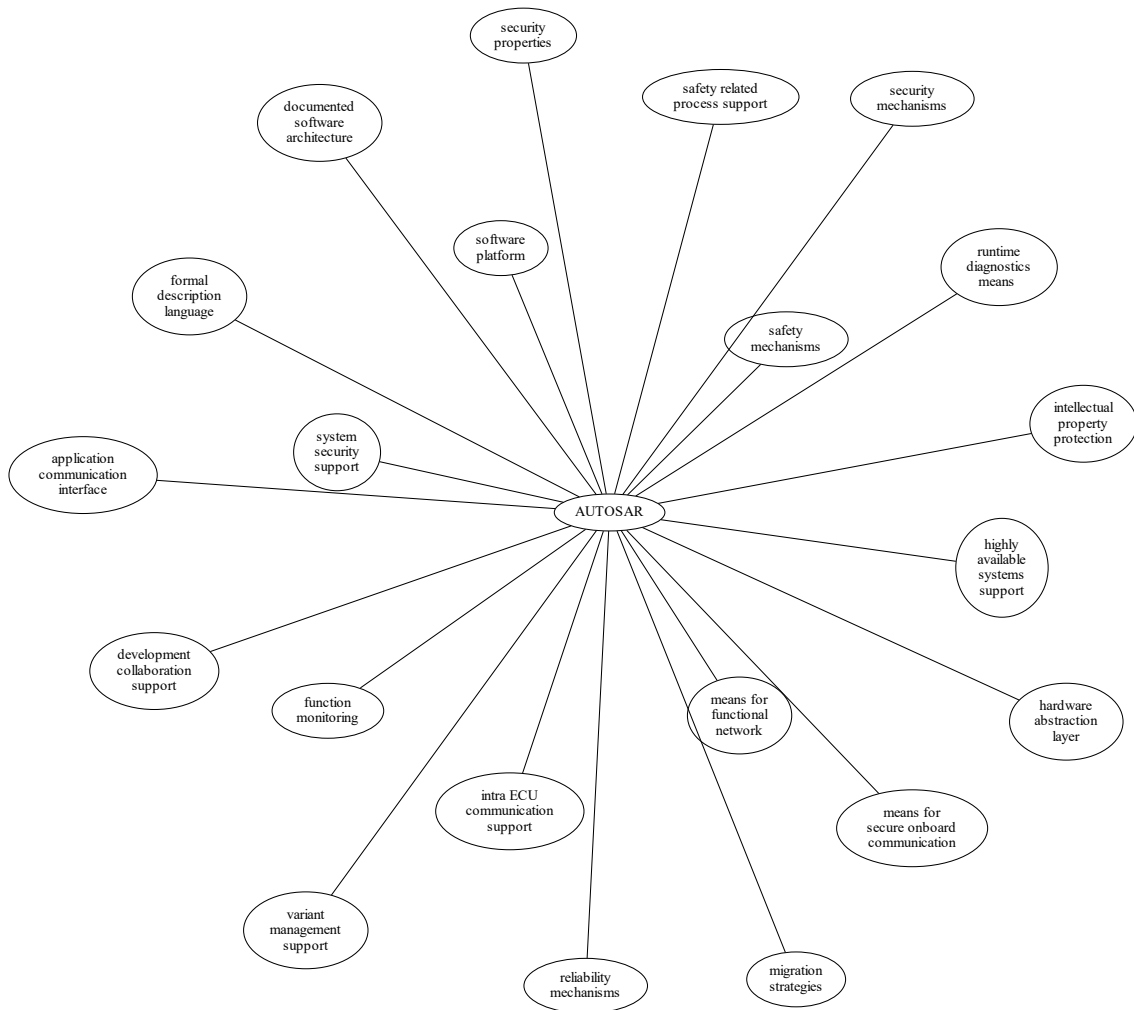 security
properties
safety related
process support
security
mechanisms
documented
software
architecture
software
platform
runtime
diagnostics
means
formal
description
language
safety
mechanisms
intellectual
property
protection
system
security
support
application
communication
interface
AUTOSAR
highly
available
systems
support
development
collaboration
support
function
monitoring
means for
functional
network
hardware
abstraction
layer
intra ECU
communication
support
means for
secure onboard
communication
variant
management
support
reliability
mechanisms
migration
strategies